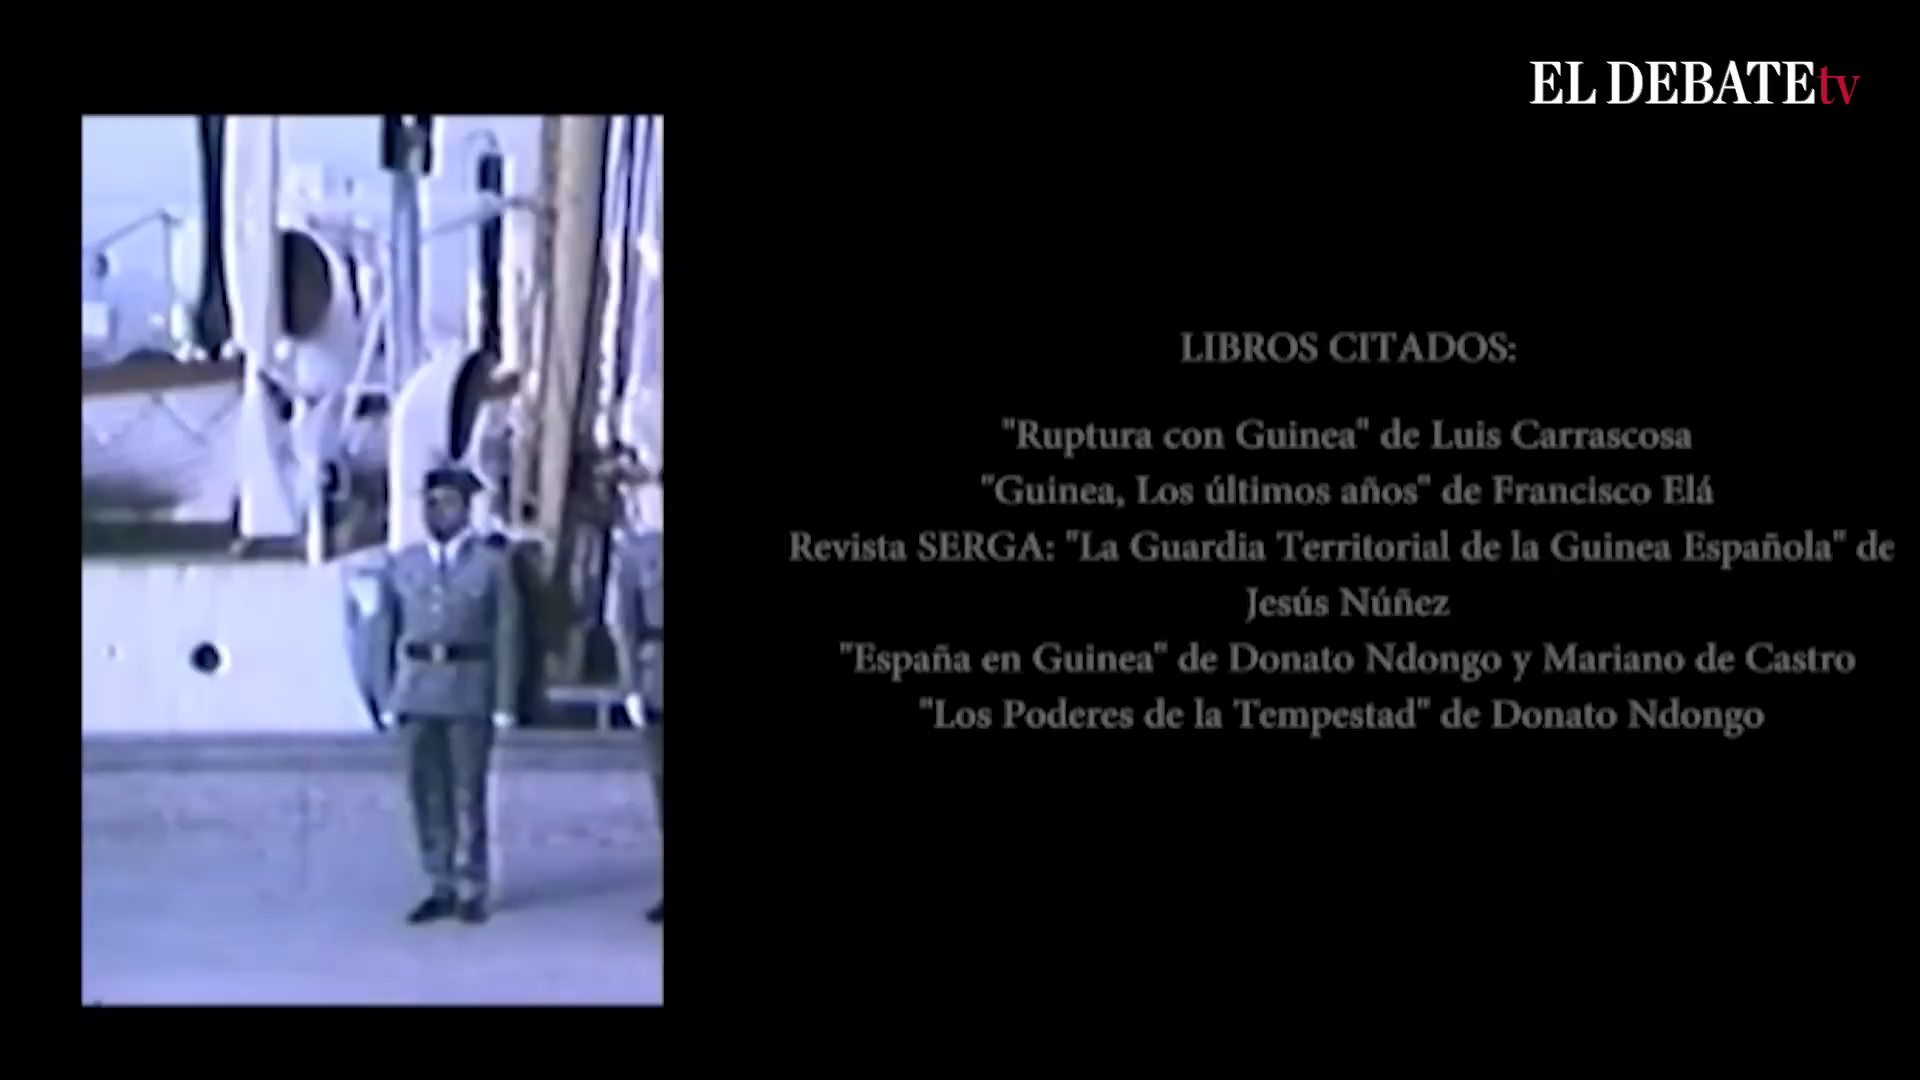 EL DEBATEtv
LIBROS CITADOS:
"Ruptura con Guinea" de Luis Carrascosa
"Guinea, Los últimos años" de Francisco Elá
Revista SERGA: "La Guardia Territorial de la Guinea Española" de
Jesús Núñez
"España en Guinea" de Donato Ndongo y Mariano de Castro
"Los Poderes de la Tempestad" de Donato Ndongo